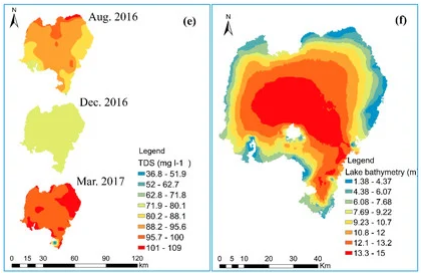 N
Aug. 2016
(e)
Dec. 2016
Legend
TDS (mg l-1 )
36.8 - 51.9
52 - 62.7
62.8 - 71.8
71.9 - 80.1
80.2 - 88.1
88.2 - 95.6
95.7 - 100
101 - 109
Mar. 2017
0 15 30 60 90 120
Km
N
(f)
Legend
Lake bathymetry (m
1.38 - 4.37
4.38 - 6.07
6.08 - 7.68
7.69 - 9.22
9.23 - 10.7
10.8 - 12
12.1 - 13.2
13.3 - 15
0 5 10 20 30 40
Km